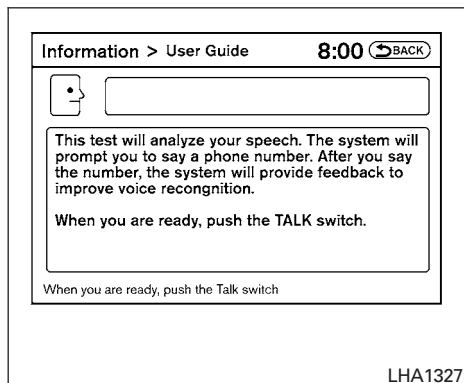 Information > User Guide 8:00 BACK
This test will analyze your speech. The system will
prompt you to say a phone number. After you say
the number, the system will provide feedback to
improve voice recongnition.
When you are ready, push the TALK switch.
When you are ready, push the Talk switch
LHA1327